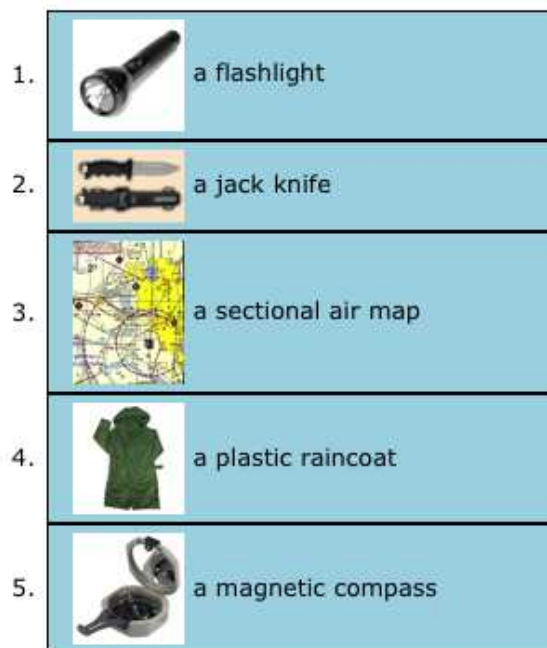 1. a flashlight
2. a jack knife
3. a sectional air map
4. a plastic raincoat
5. a magnetic compass